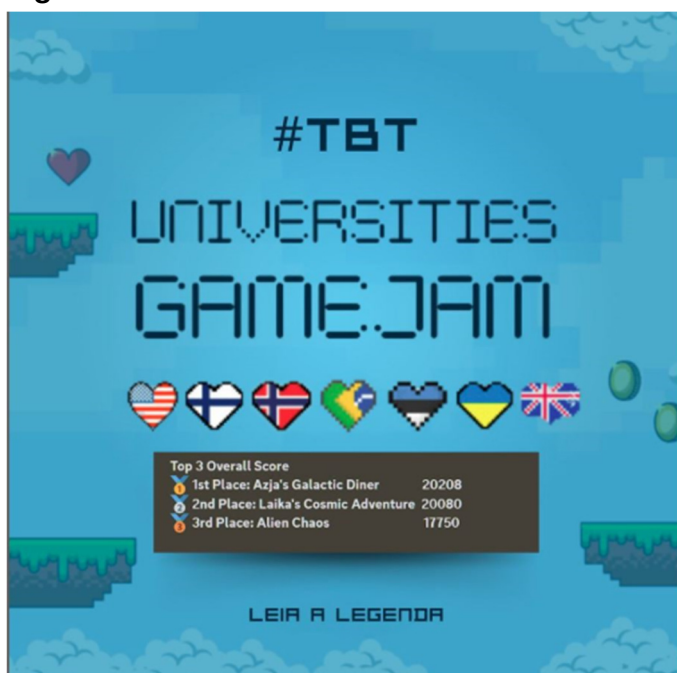 #TBT
UNIVERSITIES
GAMEJAM
Top 3 Overall Score
1st Place: Azja's Galactic Diner 20208
2nd Place: Laika's Cosmic Adventure 20080
3rd Place: Alien Chaos 17750
LEIA A LEGENDA